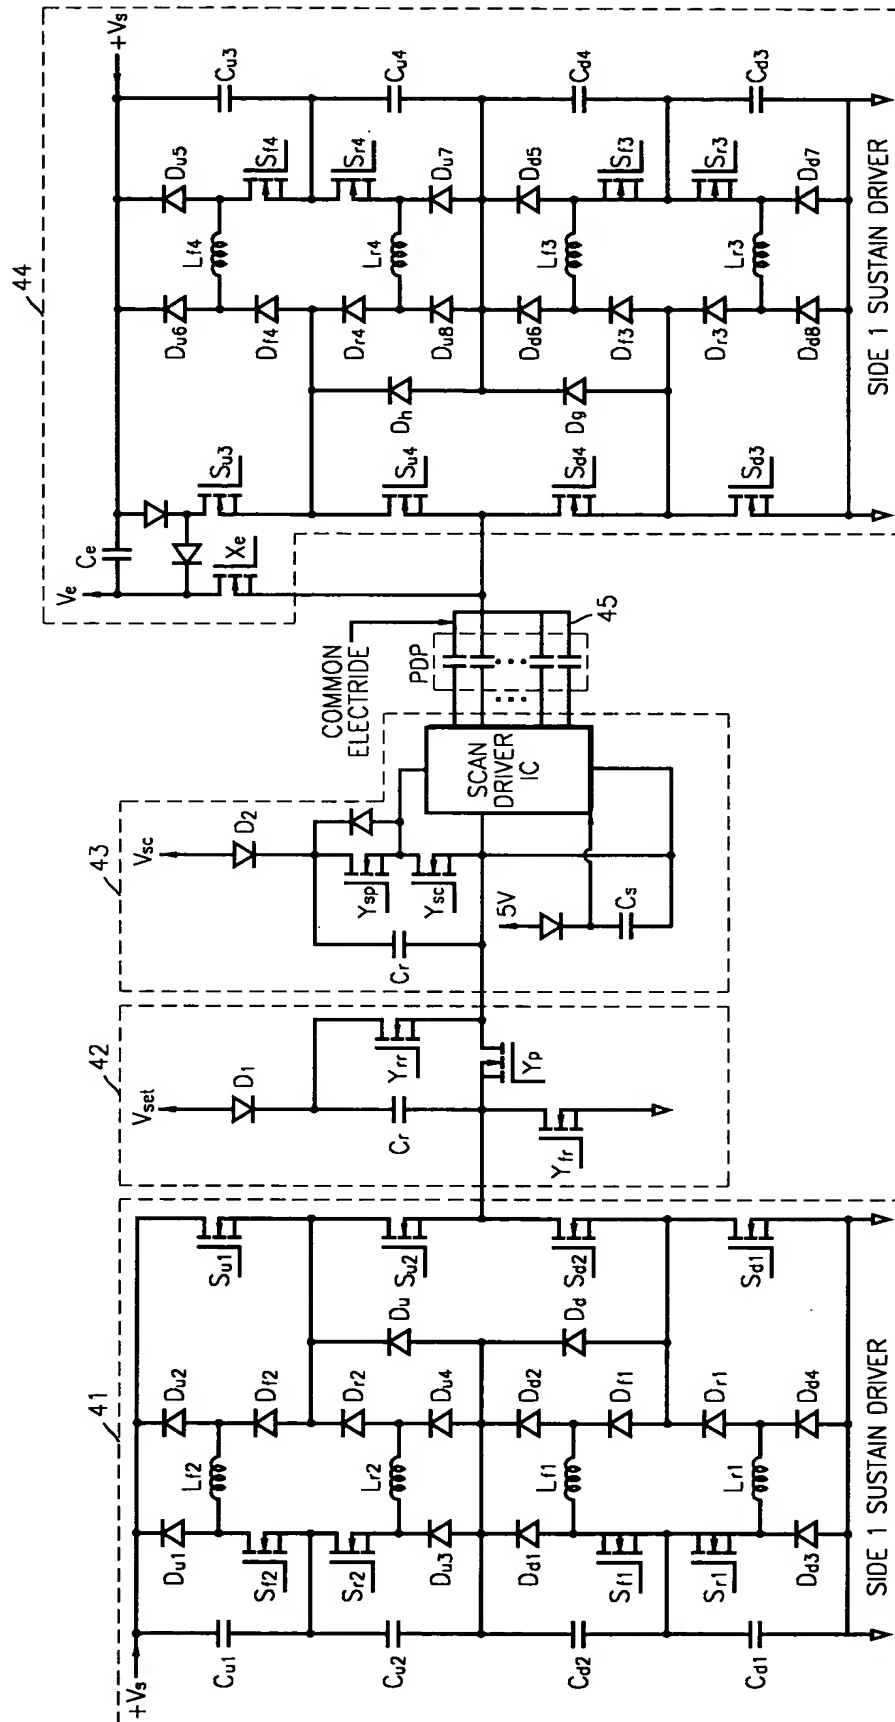 41
+Vs
Cu1
Cu2
Cd2
Cd1
Du1
Sf2
Sr2
Du3
Dd1
Sf1
Sr1
Dd3
Lf2
Lr2
Lf1
Lr1
Du2
Df2
Dr2
Du4
Dd2
Df1
Dr1
Dd4
Du
Dd
Su1
Su2
Sd2
Sd1
SIDE 1 SUSTAIN DRIVER
42
Vset
D1
Cr
Yrr
Yp
Yfr
43
Vsc
D2
Cr
Ysp
Ysc
5V
Cs
SCAN
DRIVER
IC
COMMON
ELECTRIDE
PDP
45
44
Ve
Ce
Xe
Su3
Su4
Sd4
Sd3
Dh
Dg
Du6
Df4
Dr4
Du8
Dd6
Df3
Dr3
Dd8
Lf4
Lr4
Lf3
Lr3
Du5
Sf4
Sr4
Du7
Dd5
Sf3
Sr3
Dd7
+Vs
Cu3
Cu4
Cd4
Cd3
SIDE 1 SUSTAIN DRIVER